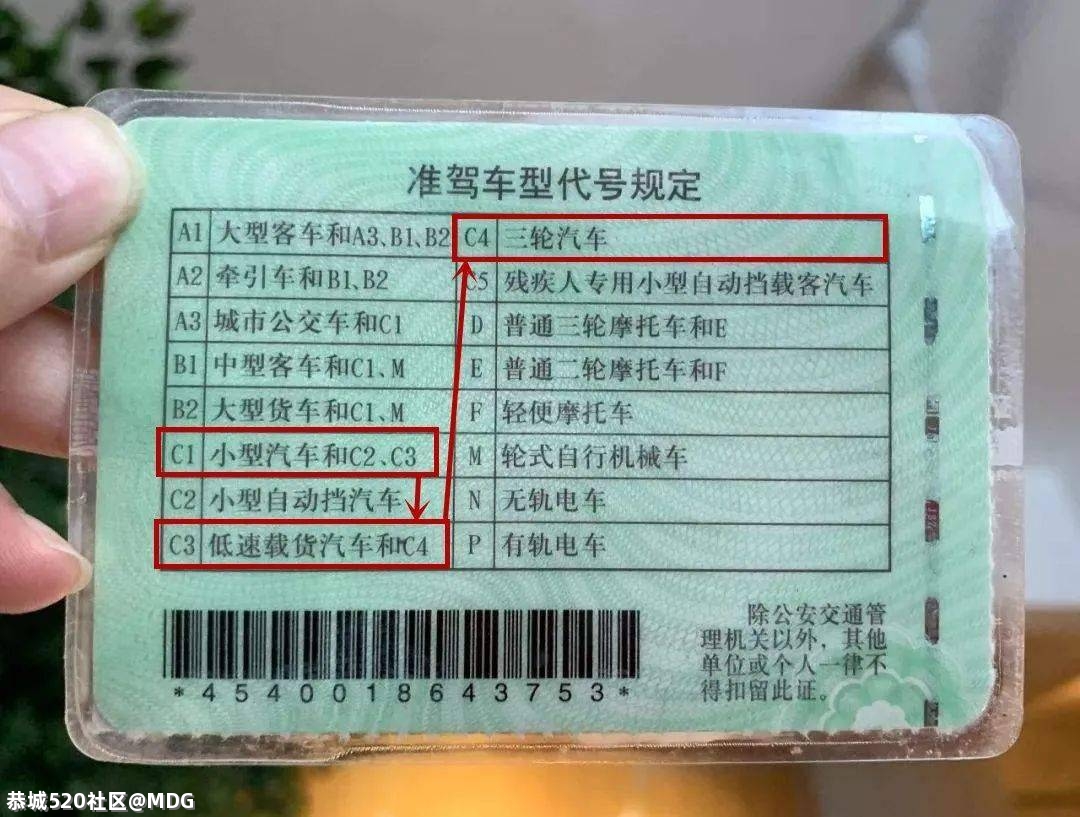 准驾车型代号规定
A1 大型客车和A3、B1、B2 C4 三轮汽车
A2 牵引车和B1、B2 C5 残疾人专用小型自动挡载客汽车
A3 城市公交车和C1 D 普通三轮摩托车和E
B1 中型客车和C1、M E 普通二轮摩托车和F
B2 大型货车和C1、M F 轻便摩托车
C1 小型汽车和C2、C3 M 轮式自行机械车
C2 小型自动挡汽车 N 无轨电车
C3 低速载货汽车和C4 P 有轨电车
*4540018643753*
除公安交通管
理机关以外，其他
单位或个人一律不
得扣留此证。
恭城520社区@MDG